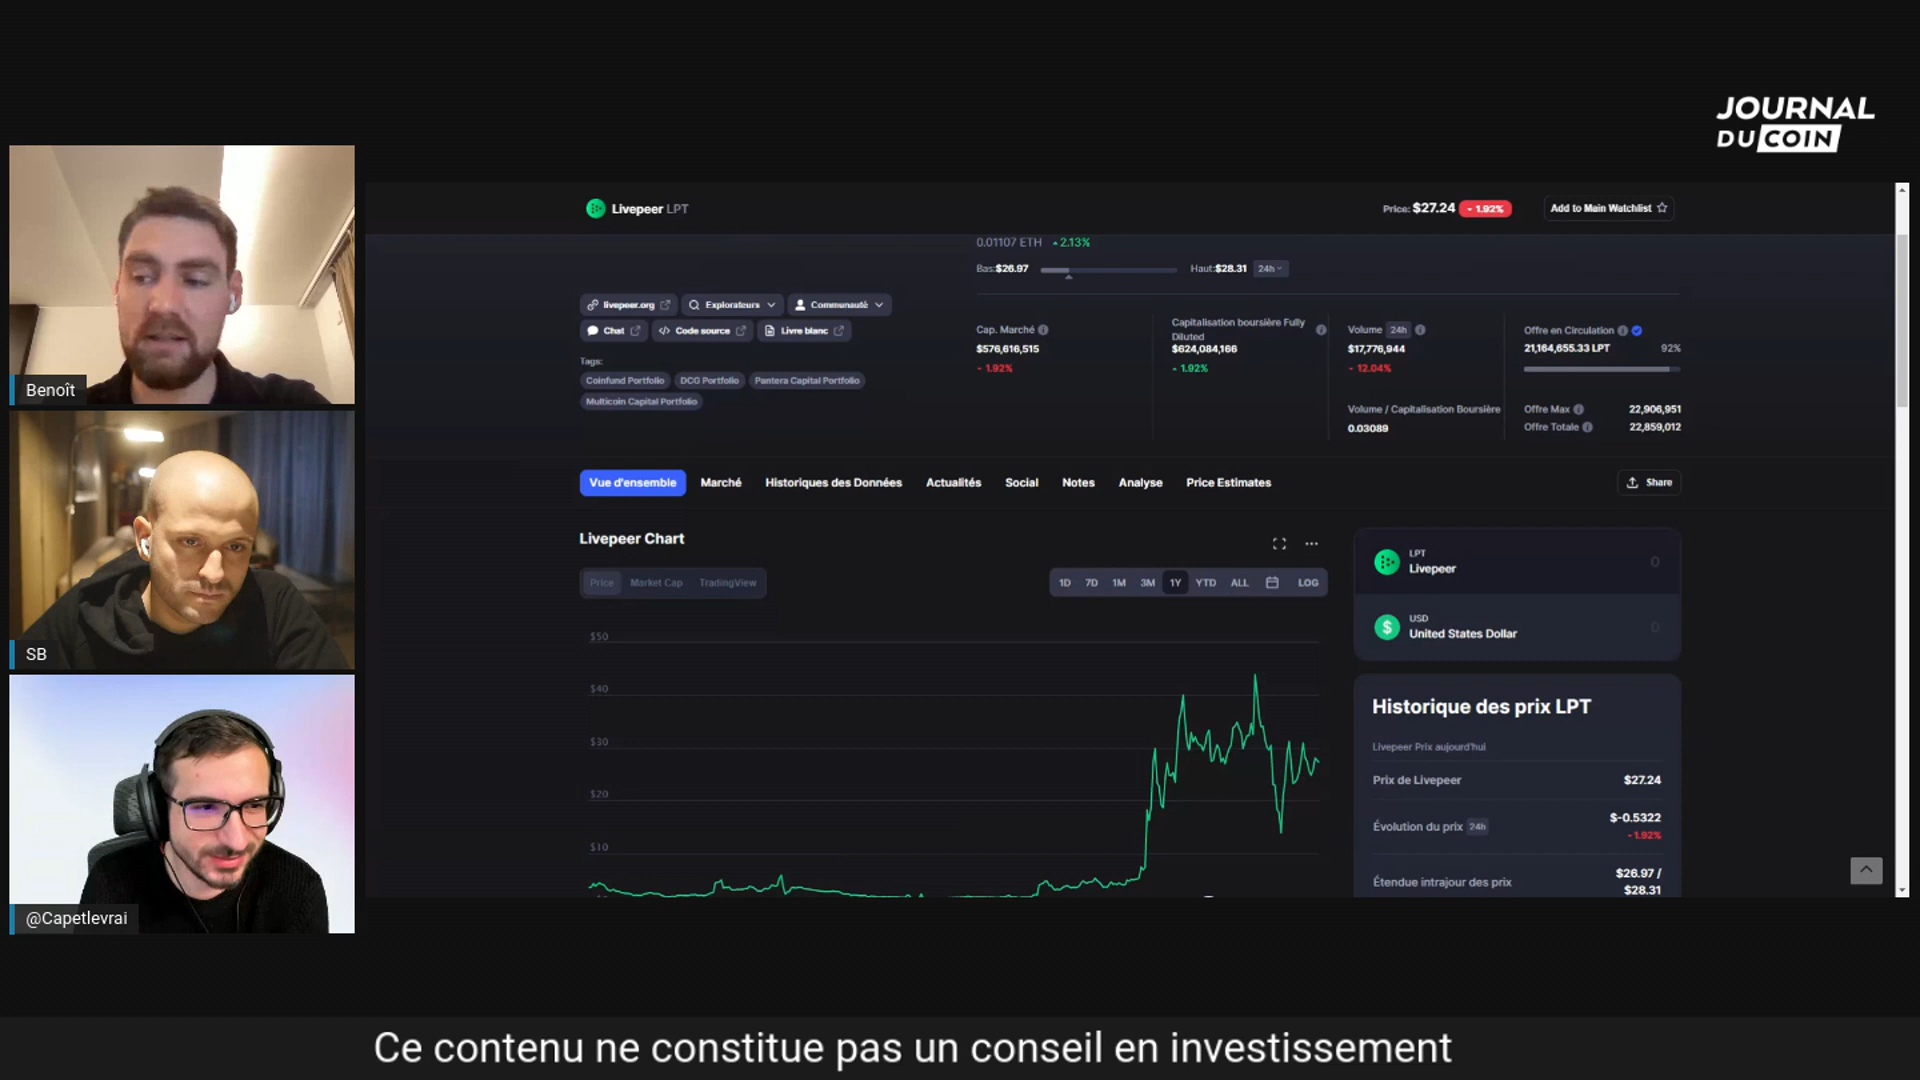 JOURNAL
DU COIN
Benoît
SB
@Capetlevrai
Livepeer LPT
Price: $27.24 - 1.92%
Add to Main Watchlist
0.01107 ETH 2.13%
Bas:$26.97
Haut:$28.31
24h
livepeer.org
Explorateurs
Communauté
Chat
Code source
Livre blanc
Tags:
Coinfund Portfolio
DCG Portfolio
Pantera Capital Portfolio
Multicoin Capital Portfolio
Cap. Marché
$576,616,515
- 1.92%
Capitalisation boursière Fully
Diluted
$624,084,166
1.92%
Volume 24h
$17,776,944
- 12.04%
Volume / Capitalisation Boursière
0.03089
Offre en Circulation
21,164,655.33 LPT 92%
Offre Max 22,906,951
Offre Totale 22,859,012
Vue d'ensemble
Marché
Historiques des Données
Actualités
Social
Notes
Analyse
Price Estimates
Share
Livepeer Chart
Price
Market Cap
TradingView
1D
7D
1M
3M
1Y
YTD
ALL
LOG
$50
$40
$30
$20
$10
LPT
Livepeer
0
USD
United States Dollar
0
Historique des prix LPT
Livepeer Prix aujourd'hui
Prix de Livepeer $27.24
Évolution du prix 24h $-0.5322
- 1.92%
Étendue intrajour des prix $26.97 /
$28.31
Ce contenu ne constitue pas un conseil en investissement